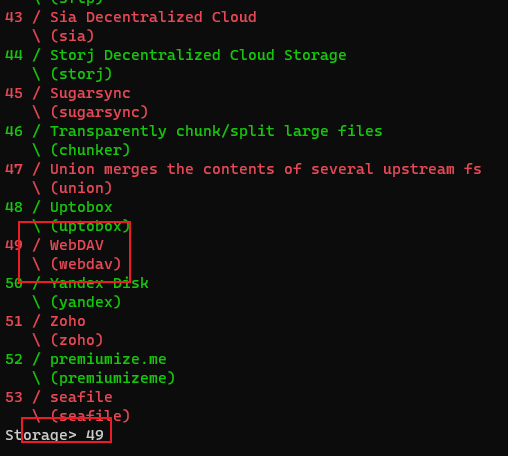 \ (sftp)
43 / Sia Decentralized Cloud
\ (sia)
44 / Storj Decentralized Cloud Storage
\ (storj)
45 / Sugarsync
\ (sugarsync)
46 / Transparently chunk/split large files
\ (chunker)
47 / Union merges the contents of several upstream fs
\ (union)
48 / Uptobox
\ (uptobox)
49 / WebDAV
\ (webdav)
50 / Yandex Disk
\ (yandex)
51 / Zoho
\ (zoho)
52 / premiumize.me
\ (premiumizeme)
53 / seafile
\ (seafile)
Storage> 49